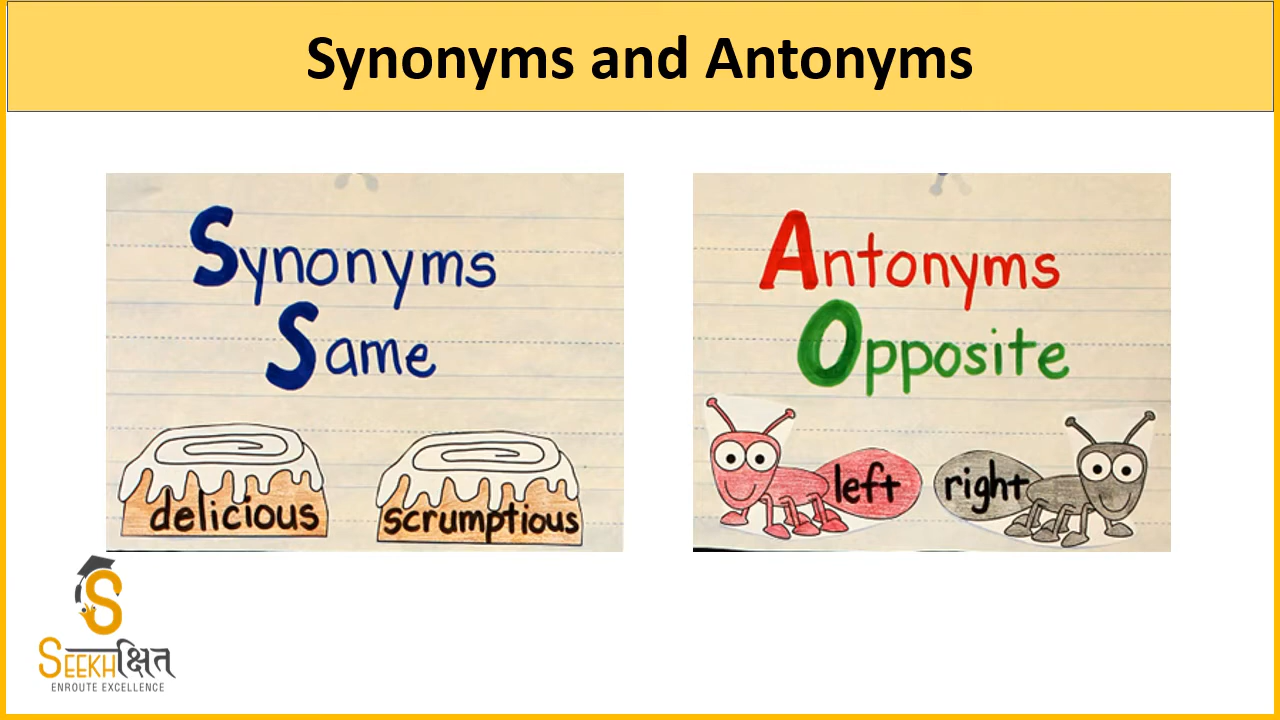 Synonyms and Antonyms
Synonyms
Same
delicious
scrumptious
Antonyms
Opposite
left
right
S
SEEKHक्षित
ENROUTE EXCELLENCE